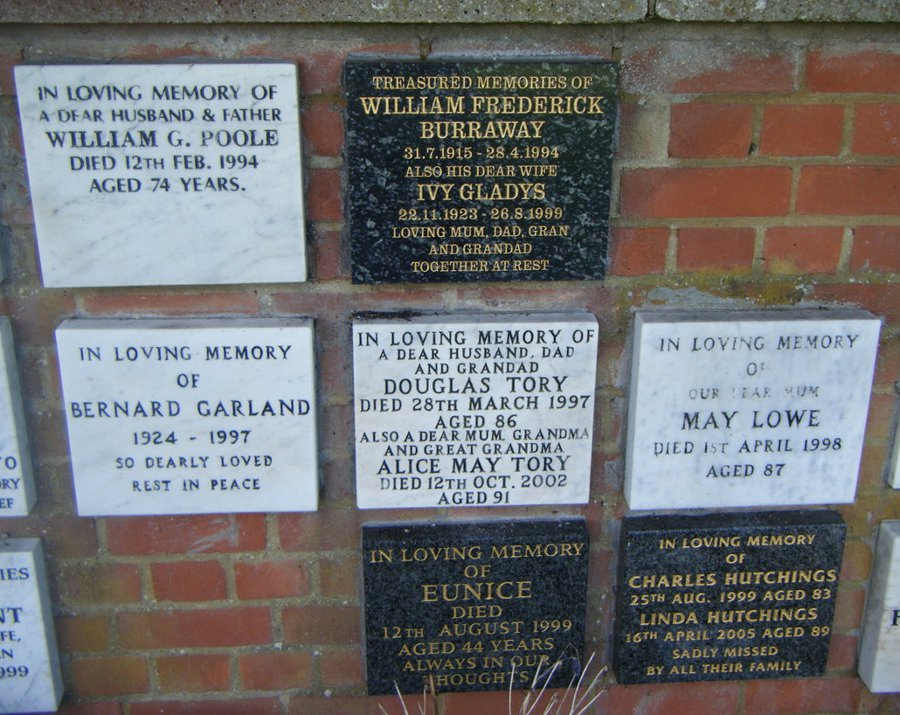 IN LOVING MEMORY OF
A DEAR HUSBAND & FATHER
WILLIAM G. POOLE
DIED 12TH FEB. 1994
AGED 74 YEARS.
TREASURED MEMORIES OF
WILLIAM FREDERICK
BURRAWAY
31.7.1915 - 28.4.1994
ALSO HIS DEAR WIFE
IVY GLADYS
22.11.1923 - 26.8.1999
LOVING MUM, DAD, GRAN
AND GRANDAD
TOGETHER AT REST
IN LOVING MEMORY
OF
BERNARD GARLAND
1924 - 1997
SO DEARLY LOVED
REST IN PEACE
IN LOVING MEMORY OF
A DEAR HUSBAND, DAD
AND GRANDAD
DOUGLAS TORY
DIED 28TH MARCH 1997
AGED 86
ALSO A DEAR MUM, GRANDMA
AND GREAT GRANDMA
ALICE MAY TORY
DIED 12TH OCT. 2002
AGED 91
IN LOVING MEMORY
OF
OUR DEAR MUM
MAY LOWE
DIED 1ST APRIL 1998
AGED 87
IN LOVING MEMORY
OF
EUNICE
DIED
12TH AUGUST 1999
AGED 44 YEARS
ALWAYS IN OUR
THOUGHTS
IN LOVING MEMORY
OF
CHARLES HUTCHINGS
25TH AUG. 1999 AGED 83
LINDA HUTCHINGS
16TH APRIL 2005 AGED 89
SADLY MISSED
BY ALL THEIR FAMILY